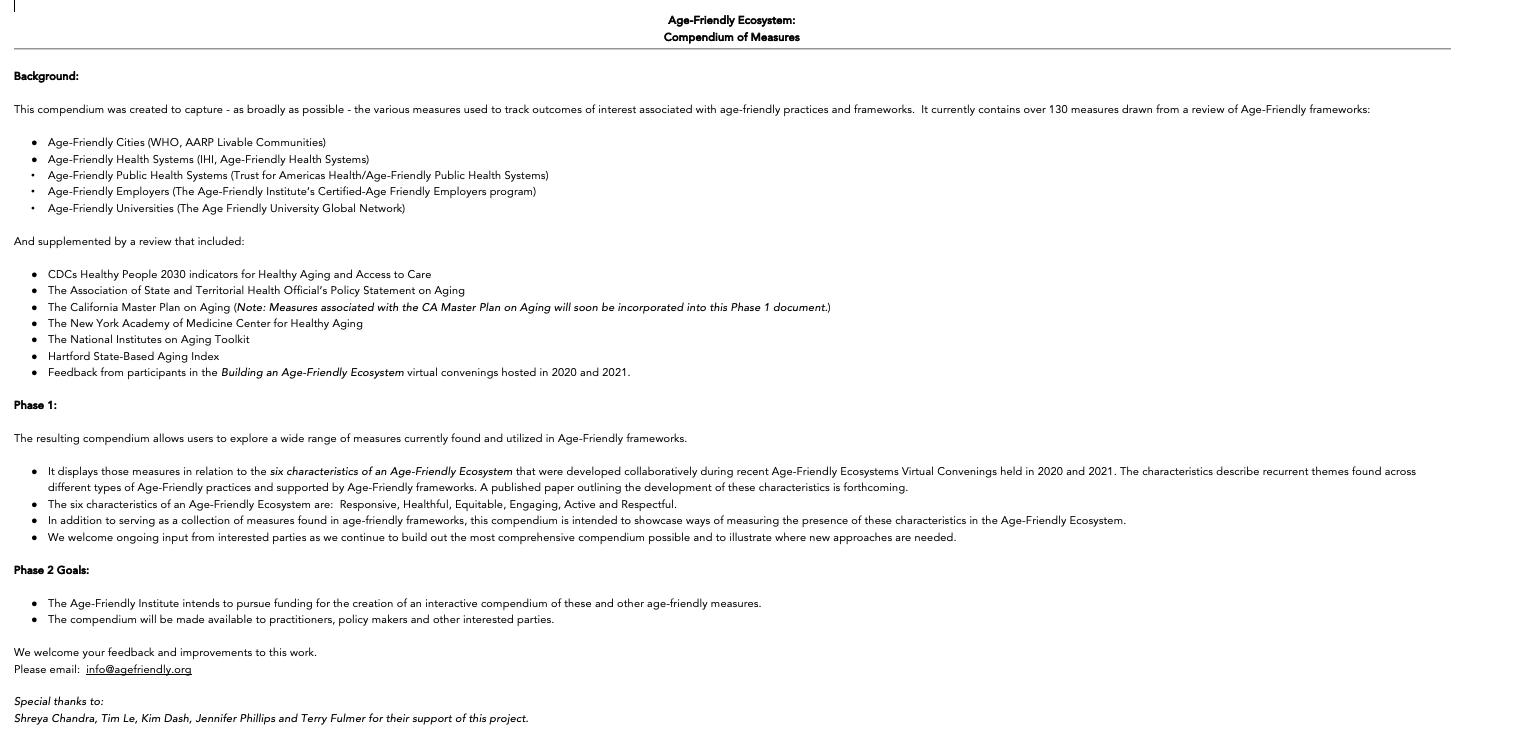 Age-Friendly Ecosystem:
Compendium of Measures
Background:
This compendium was created to capture - as broadly as possible - the various measures used to track outcomes of interest associated with age-friendly practices and frameworks.  It currently contains over 130 measures drawn from a review of Age-Friendly frameworks:
● Age-Friendly Cities (WHO, AARP Livable Communities)
● Age-Friendly Health Systems (IHI, Age-Friendly Health Systems)
• Age-Friendly Public Health Systems (Trust for Americas Health/Age-Friendly Public Health Systems)
• Age-Friendly Employers (The Age-Friendly Institute’s Certified-Age Friendly Employers program)
• Age-Friendly Universities (The Age Friendly University Global Network)
And supplemented by a review that included:
● CDCs Healthy People 2030 indicators for Healthy Aging and Access to Care
● The Association of State and Territorial Health Official’s Policy Statement on Aging
● The California Master Plan on Aging (Note: Measures associated with the CA Master Plan on Aging will soon be incorporated into this Phase 1 document.)
● The New York Academy of Medicine Center for Healthy Aging
● The National Institutes on Aging Toolkit
● Hartford State-Based Aging Index
● Feedback from participants in the Building an Age-Friendly Ecosystem virtual convenings hosted in 2020 and 2021.
Phase 1:
The resulting compendium allows users to explore a wide range of measures currently found and utilized in Age-Friendly frameworks.
● It displays those measures in relation to the six characteristics of an Age-Friendly Ecosystem that were developed collaboratively during recent Age-Friendly Ecosystems Virtual Convenings held in 2020 and 2021. The characteristics describe recurrent themes found across
different types of Age-Friendly practices and supported by Age-Friendly frameworks. A published paper outlining the development of these characteristics is forthcoming.
● The six characteristics of an Age-Friendly Ecosystem are:  Responsive, Healthful, Equitable, Engaging, Active and Respectful.
● In addition to serving as a collection of measures found in age-friendly frameworks, this compendium is intended to showcase ways of measuring the presence of these characteristics in the Age-Friendly Ecosystem.
● We welcome ongoing input from interested parties as we continue to build out the most comprehensive compendium possible and to illustrate where new approaches are needed.
Phase 2 Goals:
● The Age-Friendly Institute intends to pursue funding for the creation of an interactive compendium of these and other age-friendly measures.
● The compendium will be made available to practitioners, policy makers and other interested parties.
We welcome your feedback and improvements to this work.
Please email:  info@agefriendly.org
Special thanks to:
Shreya Chandra, Tim Le, Kim Dash, Jennifer Phillips and Terry Fulmer for their support of this project.